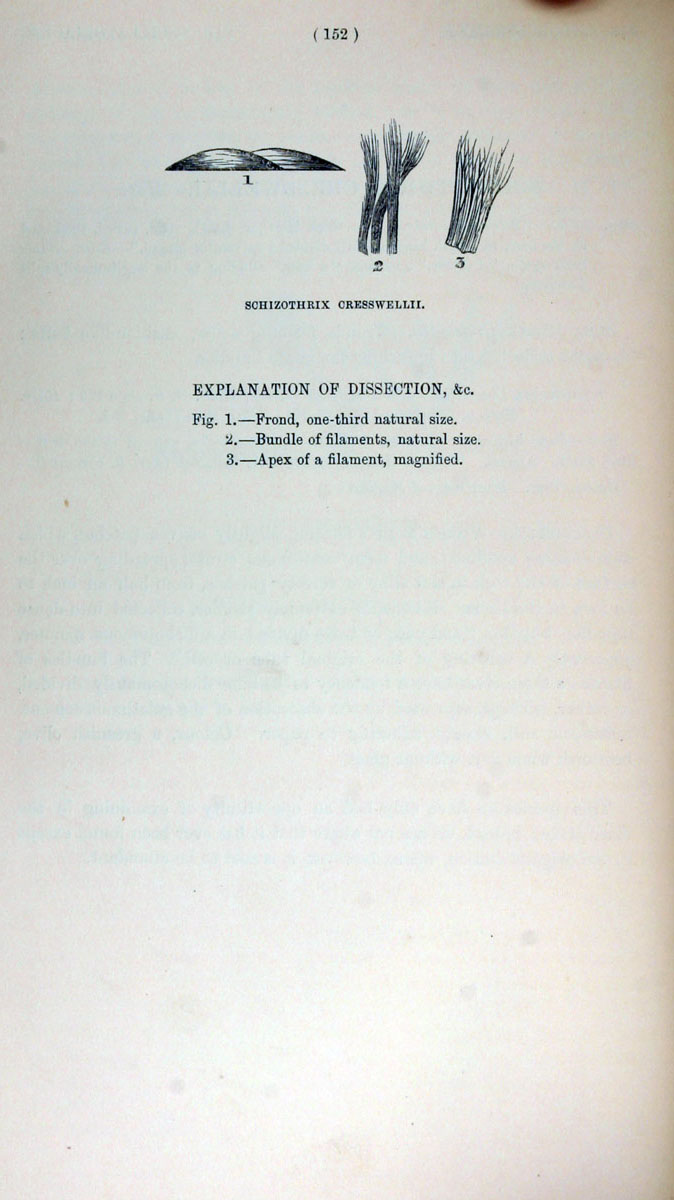 ( 152 )
1
2
3
SCHIZOTHRIX CRESSWELLII.
EXPLANATION OF DISSECTION, &c.
Fig. 1.—Frond, one-third natural size.
2.—Bundle of filaments, natural size.
3.—Apex of a filament, magnified.